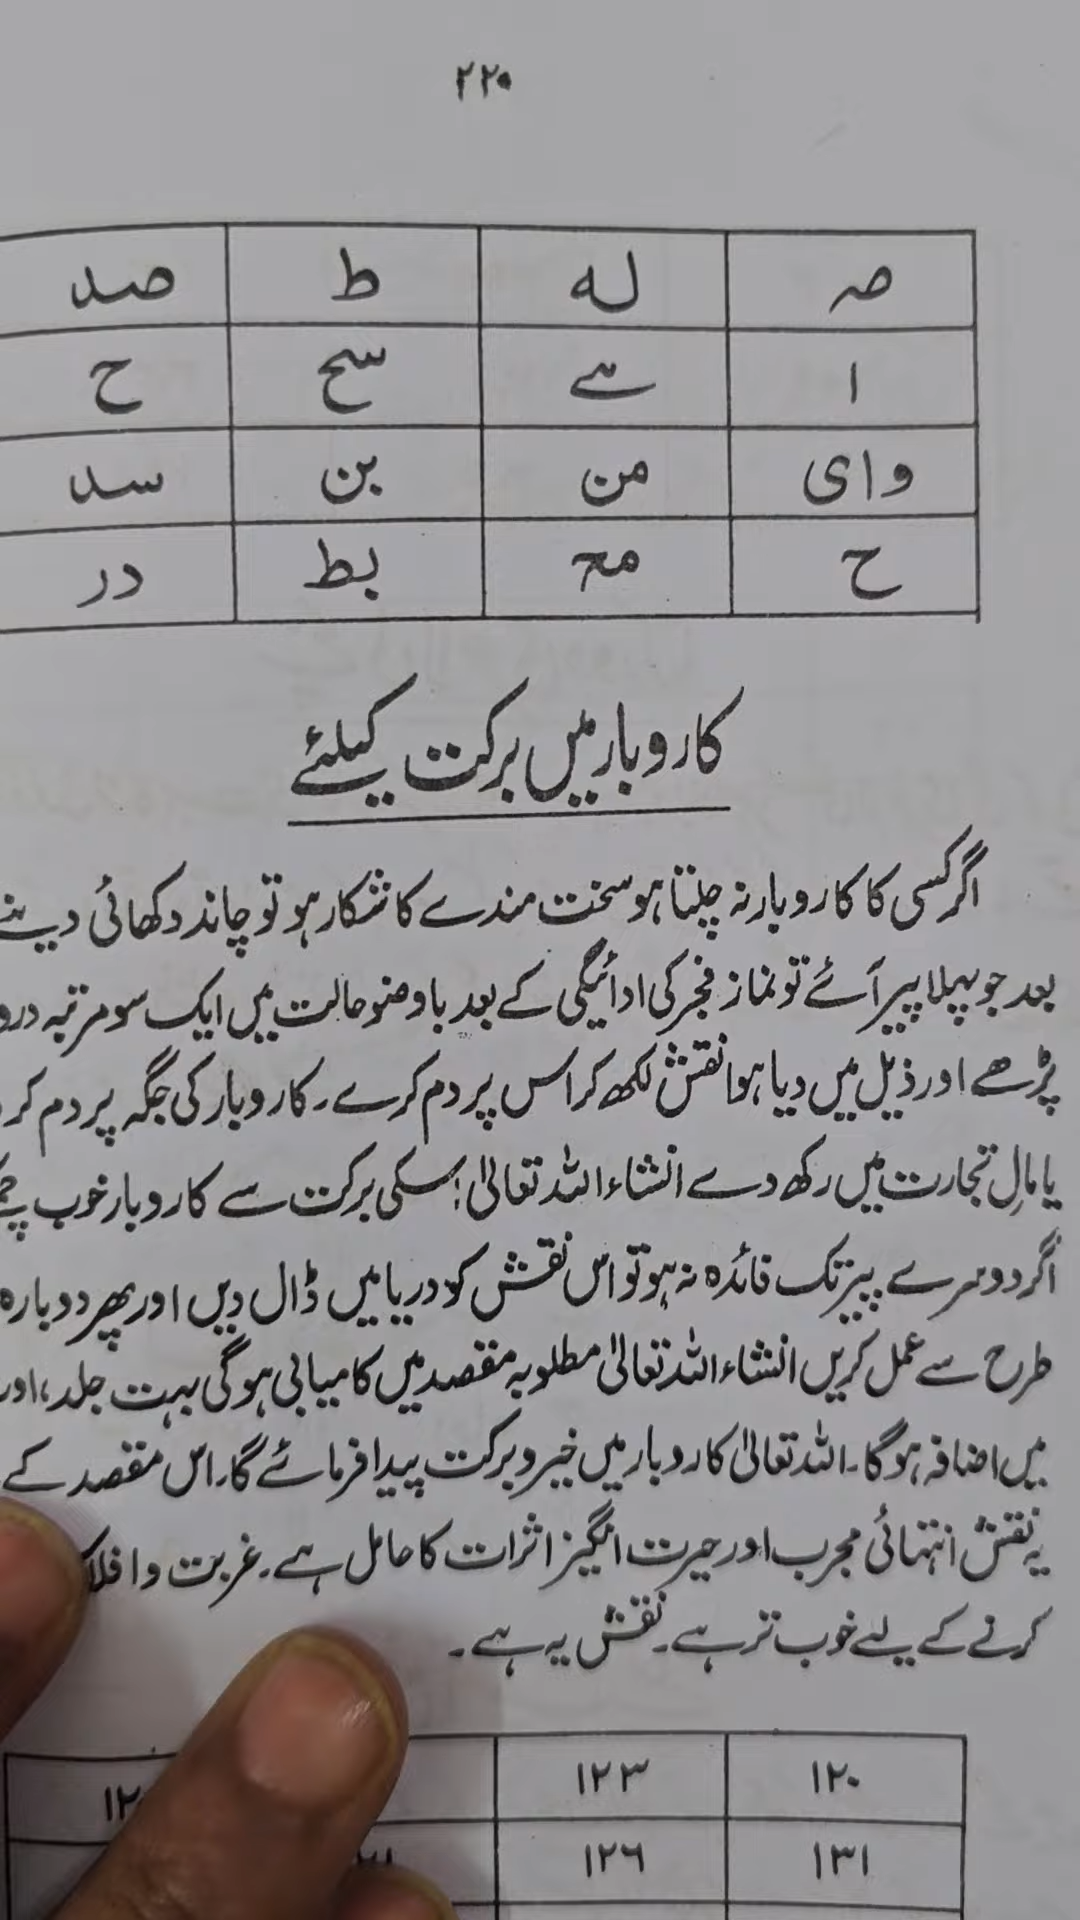 ۲۲۰
صہ لہ ط صد
ا سے سح ح
وای من بن سد
ح مح بط در
کاروبار میں برکت کیلئے
اگر کسی کا کاروبار نہ چلتا ہو سخت مندے کا شکار ہو تو چاند دکھائی دینے
بعد جو پہلا پیر آئے تو نماز فجر کی ادائیگی کے بعد باوضو حالت میں ایک سو مرتبہ
پڑھے اور ذیل میں دیا ہوا نقش لکھ کر اس پر دم کرے۔ کاروبار کی جگہ پر دم کر
یا مالِ تجارت میں رکھ دے انشاء اللہ تعالیٰ اسکی برکت سے کاروبار خوب
اگر دوسرے پیر تک فائدہ نہ ہو تو اس نقش کو دریا میں ڈال دیں اور پھر دوبارہ
طرح سے عمل کریں انشاء اللہ تعالیٰ مطلوبہ مقصد میں کامیابی ہوگی بہت جلد، اور
میں اضافہ ہوگا۔ اللہ تعالیٰ کاروبار میں خیر و برکت پیدا فرمائے گا۔ اس مقصد کے
یہ نقش انتہائی مجرب اور حیرت انگیز اثرات کا حامل ہے۔ غربت و
کرنے کے لیے خوب تر ہے۔ نقش یہ ہے۔
۱۲۰ ۱۲۳
۱۳۱ ۱۲۶